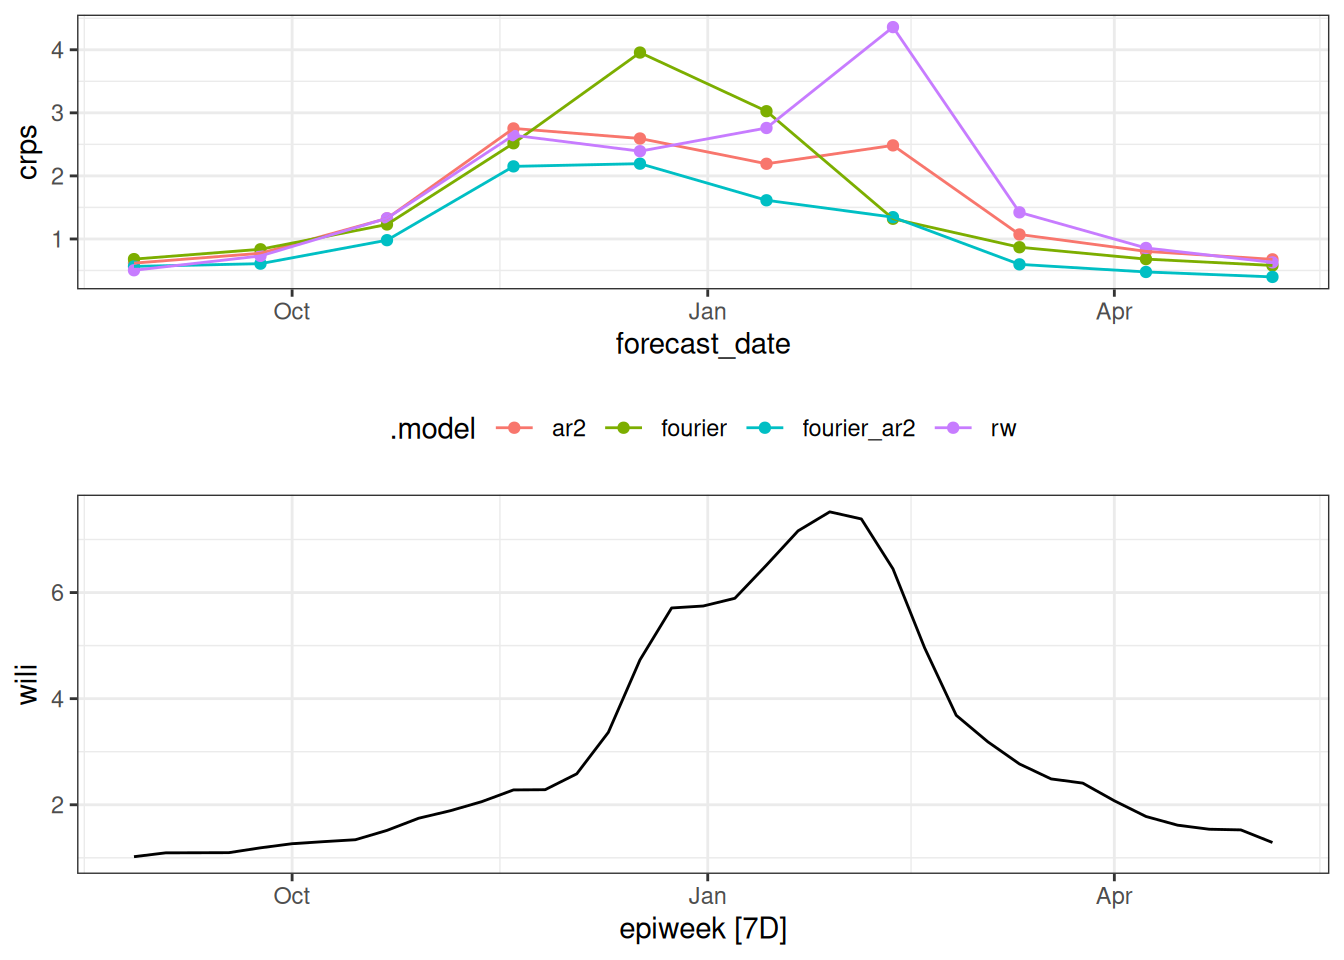 4
3
2
1
crps
Oct Jan Apr
forecast_date
.model ar2 fourier fourier_ar2 rw
6
4
2
wili
Oct Jan Apr
epiweek [7D]